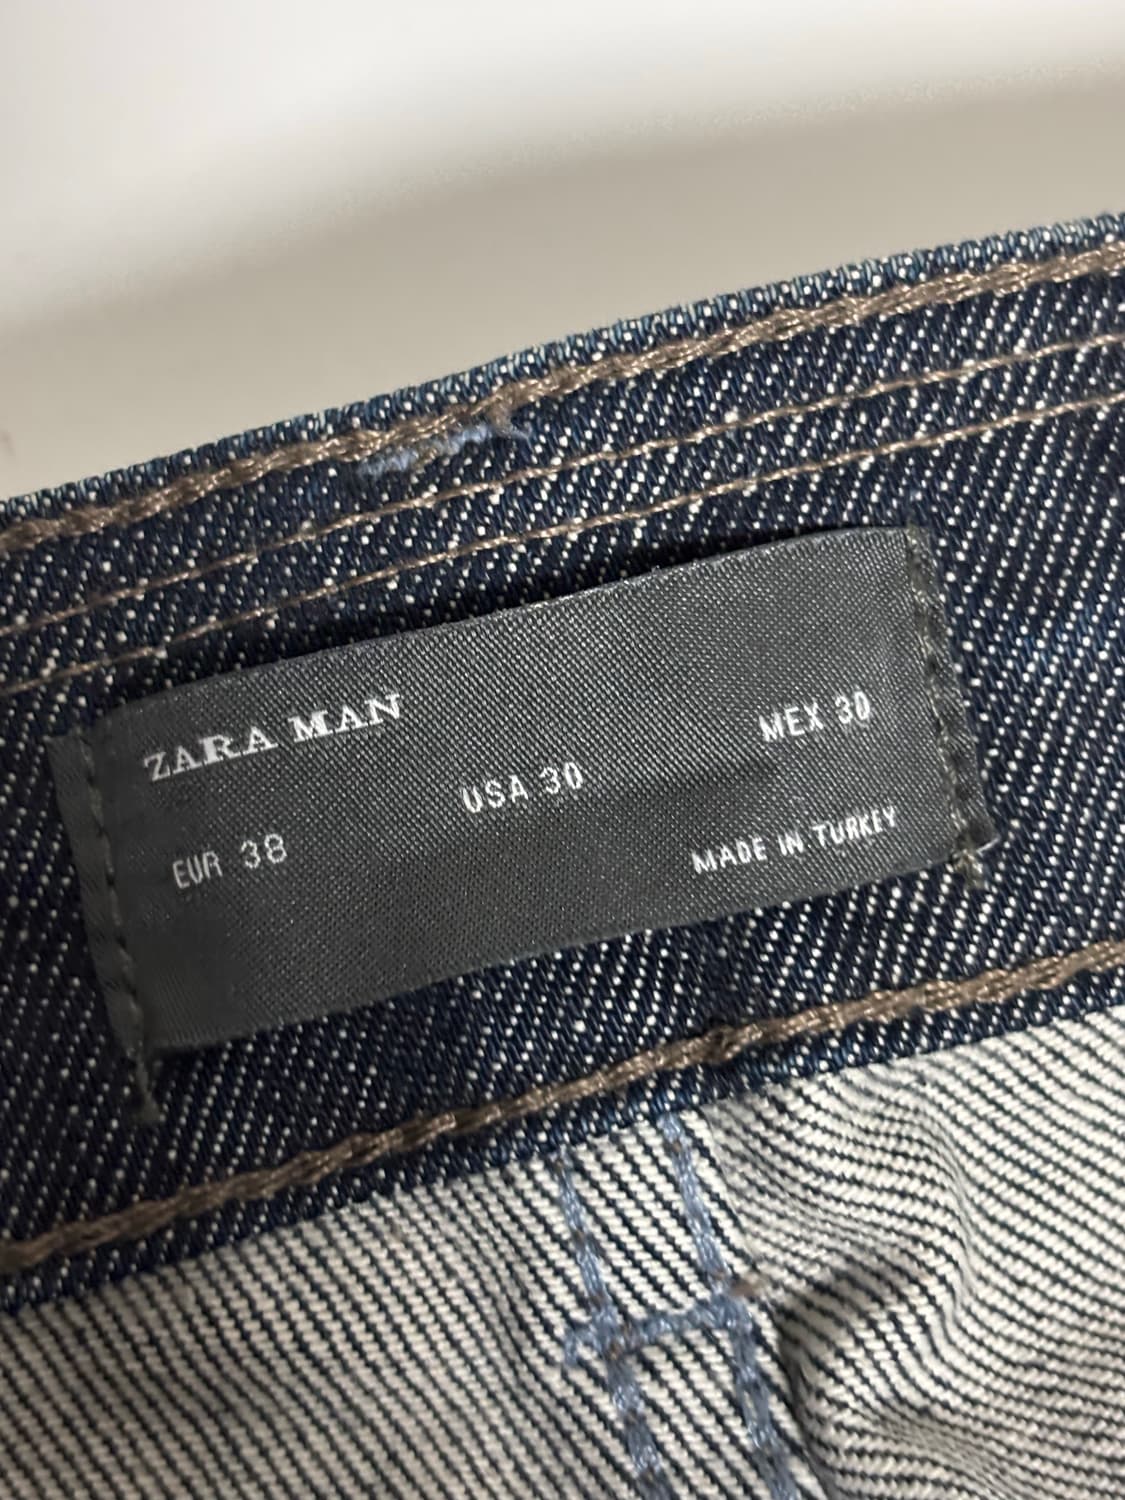 ZARA MAN
EUR 38
USA 30
MEX 30
MADE IN TURKEY